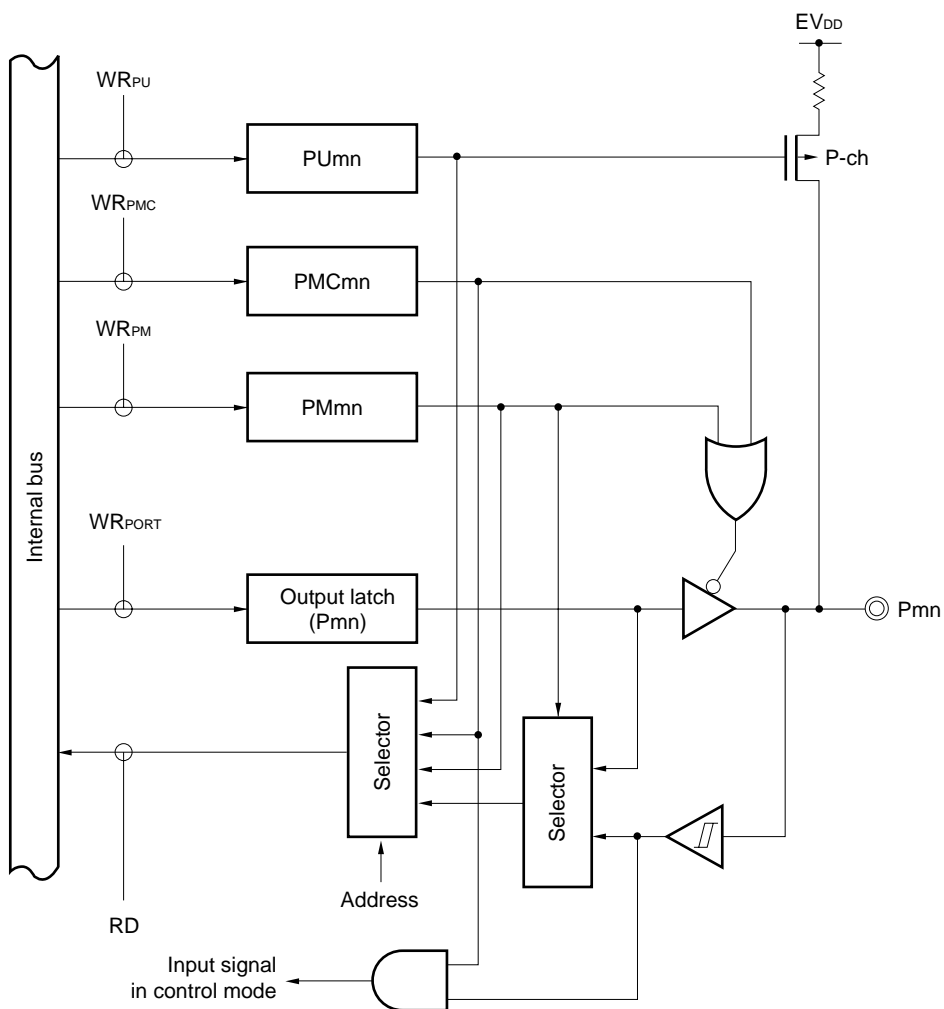 EVDD
WRPU
PUmn
P-ch
WRPMC
PMCmn
WRPM
PMmn
Internal bus
WRPORT
Output latch
(Pmn)
Pmn
Selector
Selector
Address
RD
Input signal
in control mode